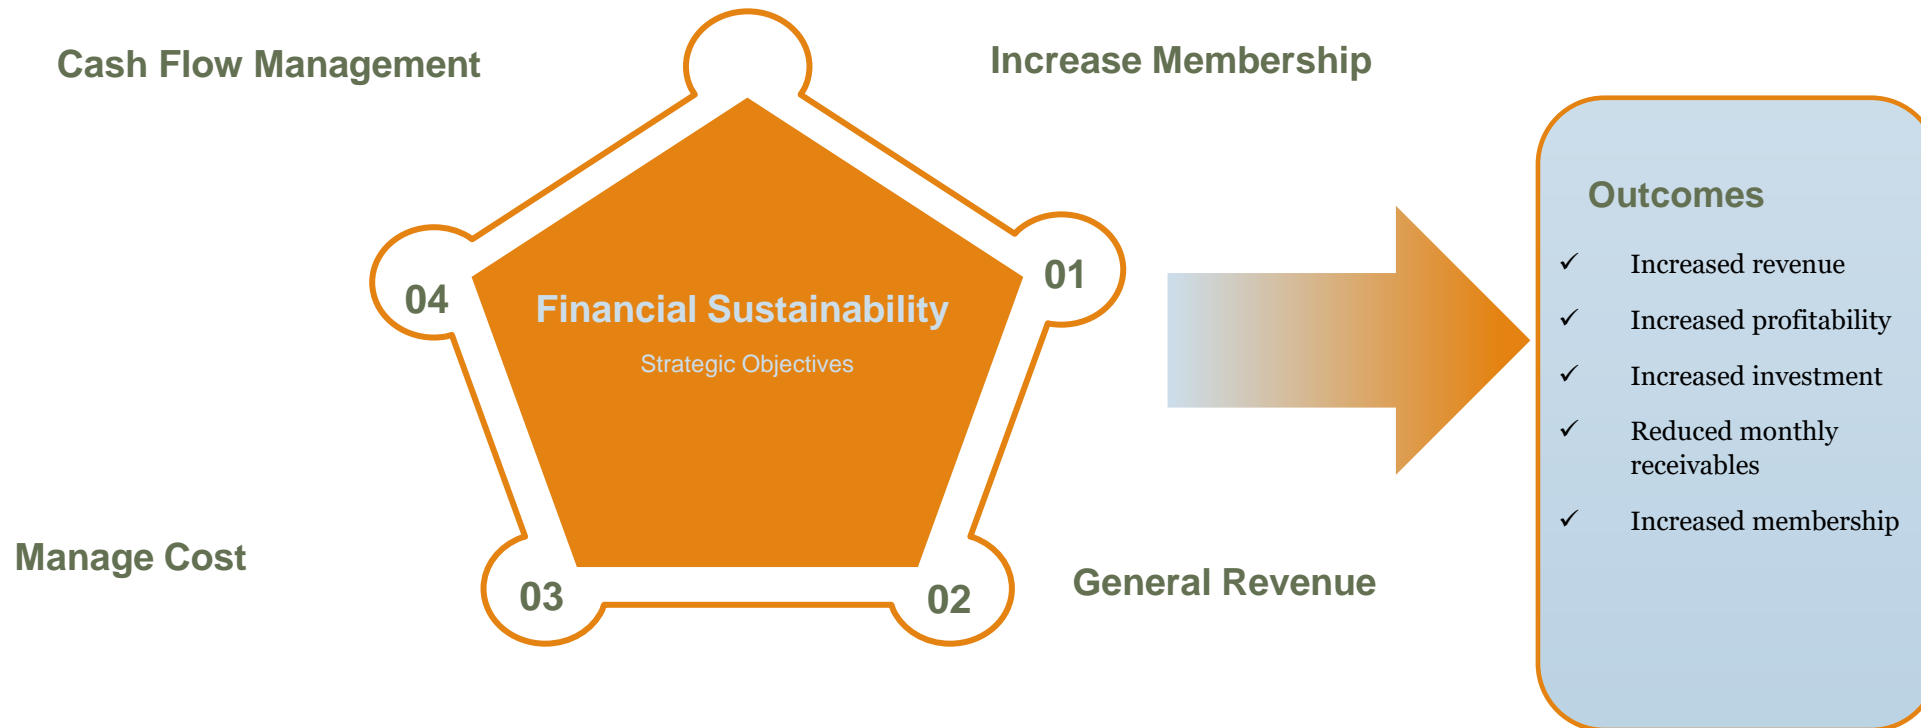 Cash Flow Management
Increase Membership
01
04
Financial Sustainability
Strategic Objectives
Manage Cost
03
02
General Revenue
Outcomes
✓ Increased revenue
✓ Increased profitability
✓ Increased investment
✓ Reduced monthly
receivables
✓ Increased membership